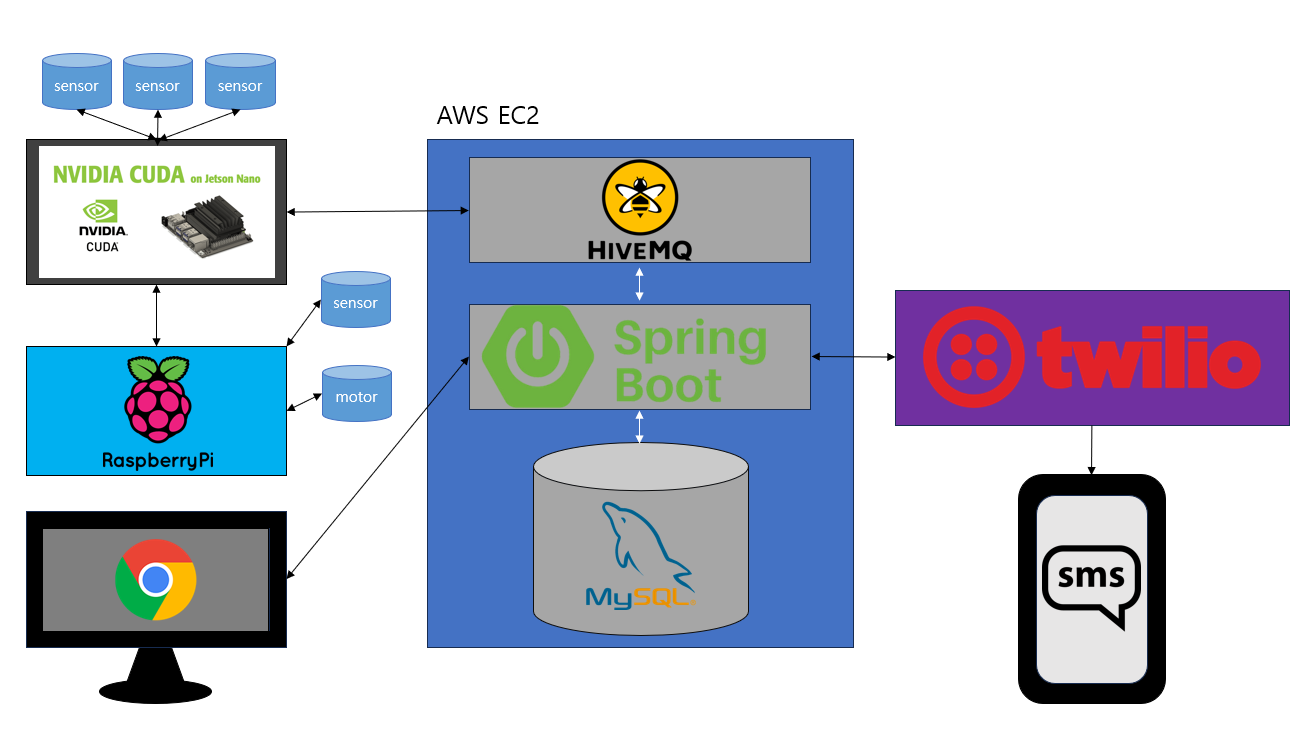 sensor
sensor
sensor
AWS EC2
NVIDIA CUDA on Jetson Nano
NVIDIA.
CUDA
HIVEMQ
sensor
Spring
Boot
twilio
motor
RaspberryPi
MySQL
sms